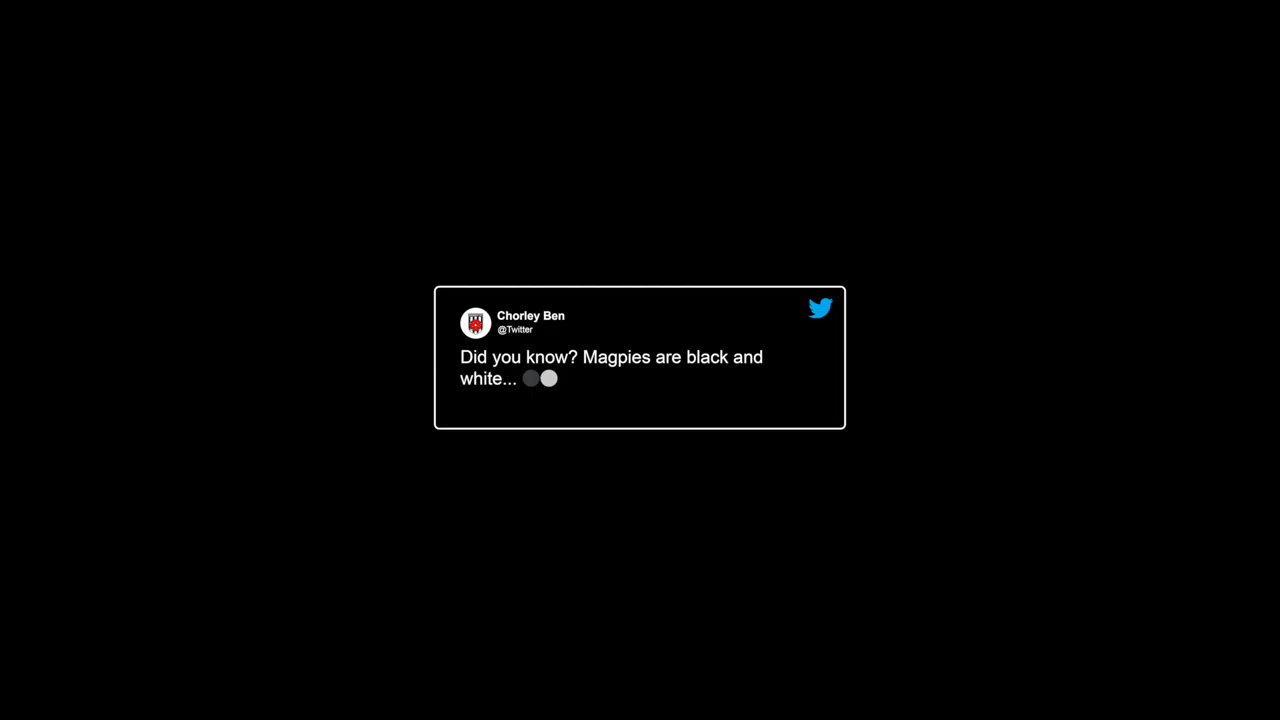 Chorley Ben
@Twitter
Did you know? Magpies are black and
white... ⚫⚪